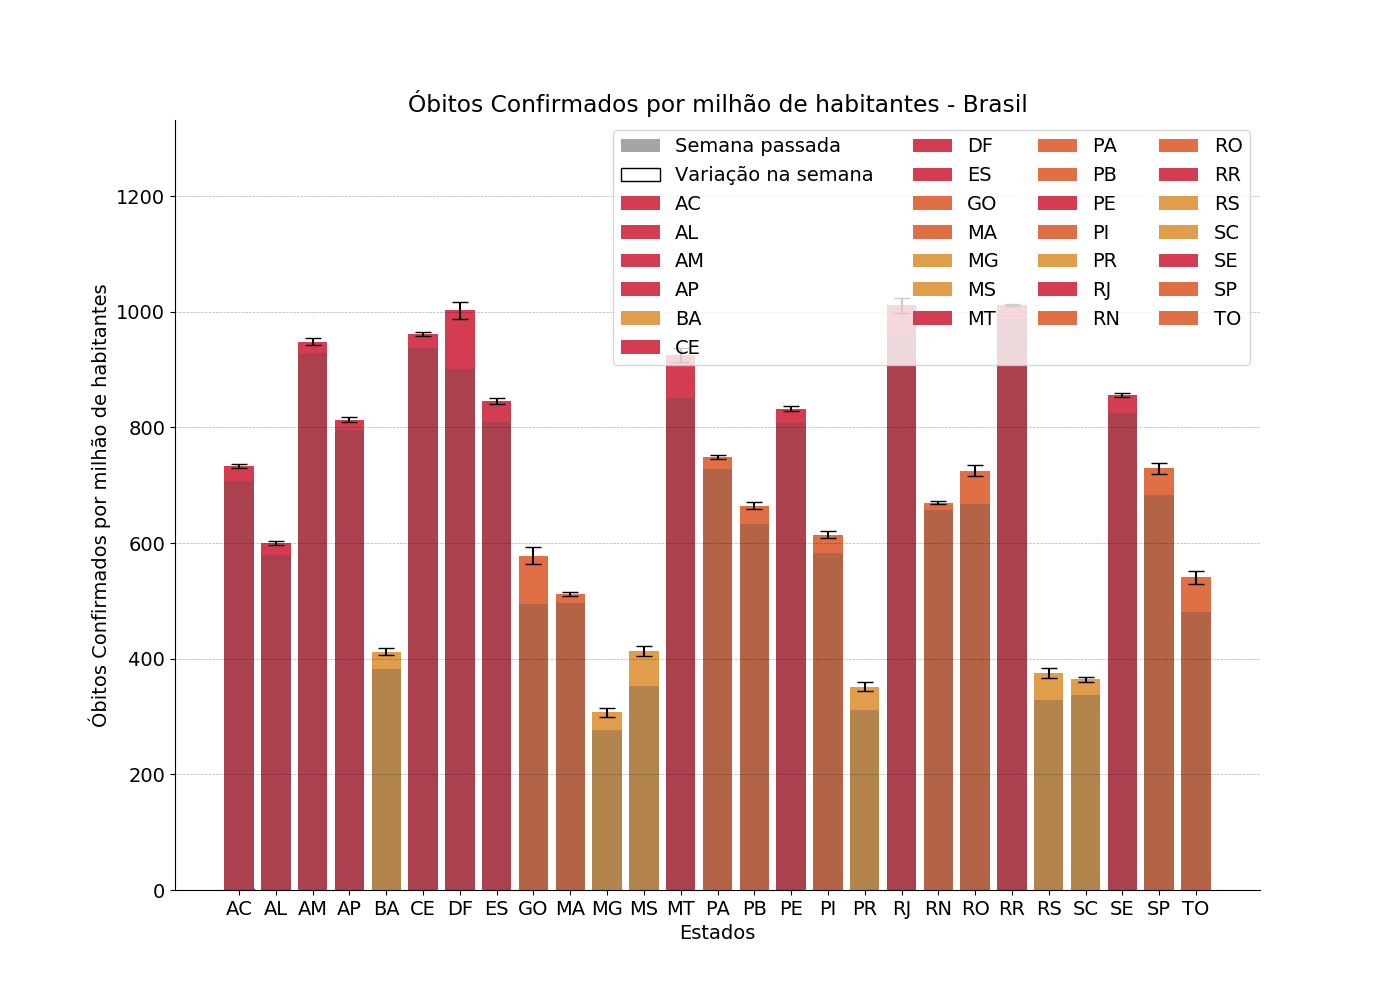 Óbitos Confirmados por milhão de habitantes - Brasil
Semana passada
Variação na semana
AC
AL
AM
AP
BA
CE
DF
ES
GO
MA
MG
MS
MT
PA
PB
PE
PI
PR
RJ
RN
RO
RR
RS
SC
SE
SP
TO
Óbitos Confirmados por milhão de habitantes
1200
1000
800
600
400
200
0
AC AL AM AP BA CE DF ES GO MA MG MS MT PA PB PE PI PR RJ RN RO RR RS SC SE SP TO
Estados